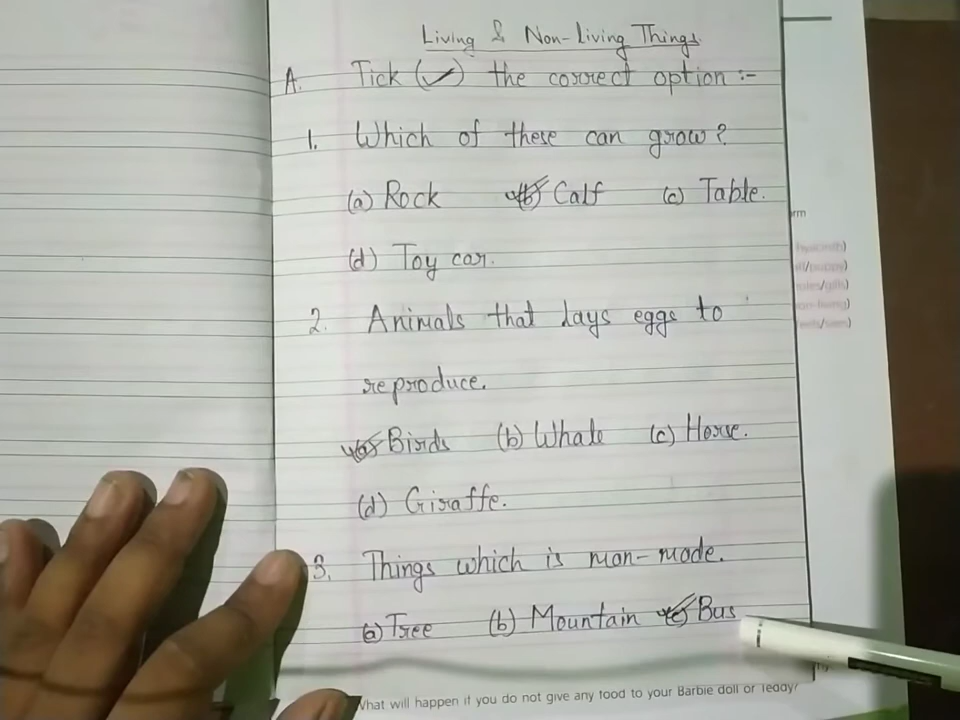 Living & Non-living Things
A. Tick (✓) the correct option :-
1. Which of these can grow?
(a) Rock (b) Calf (c) Table.
(d) Toy car.
2. Animals that lays eggs to
reproduce.
(a) Birds (b) Whale (c) Horse.
(d) Giraffe.
3. Things which is man-made.
(a) Tree (b) Mountain (c) Bus
What will happen if you do not give any food to your Barbie doll or Teddy?